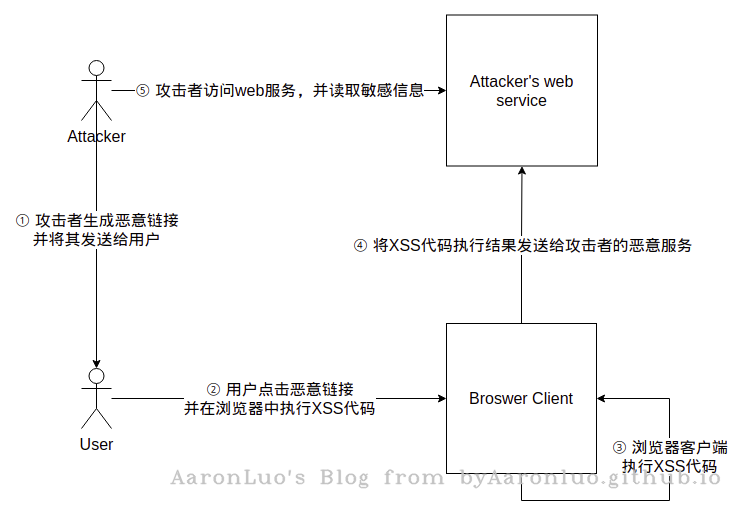 Attacker's web
service
⑤ 攻击者访问web服务，并读取敏感信息
Attacker
① 攻击者生成恶意链接
并将其发送给用户
④ 将XSS代码执行结果发送给攻击者的恶意服务
② 用户点击恶意链接
并在浏览器中执行XSS代码
Broswer Client
User
③ 浏览器客户端
执行XSS代码
AaronLuo's Blog from byAaronluo.github.io